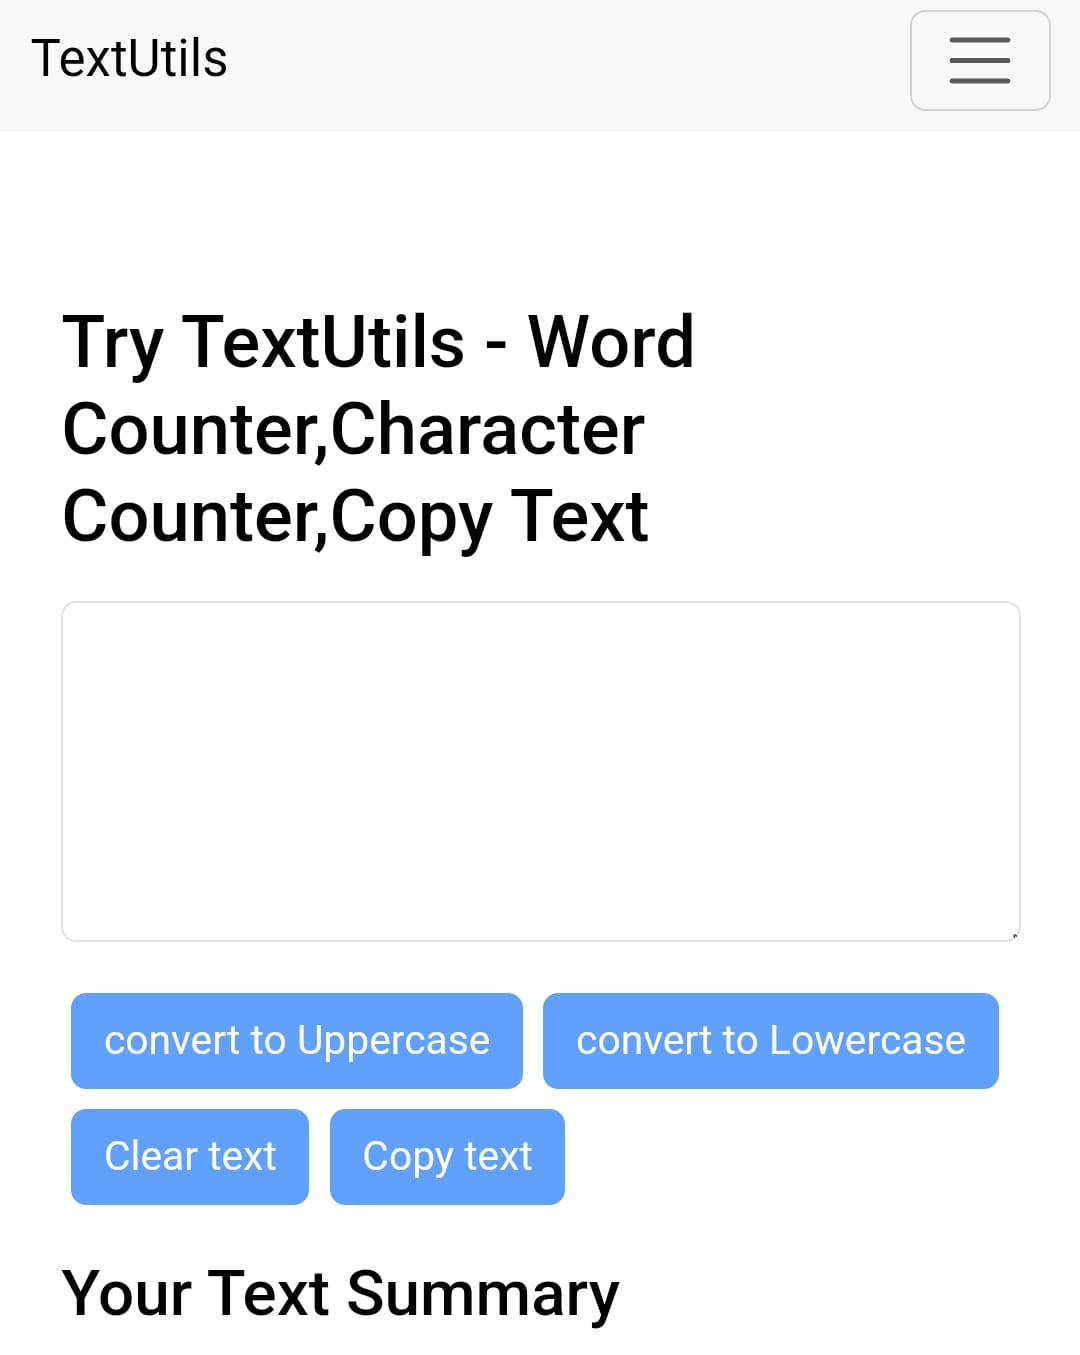 TextUtils
Try TextUtils - Word
Counter,Character
Counter,Copy Text
convert to Uppercase
convert to Lowercase
Clear text
Copy text
Your Text Summary